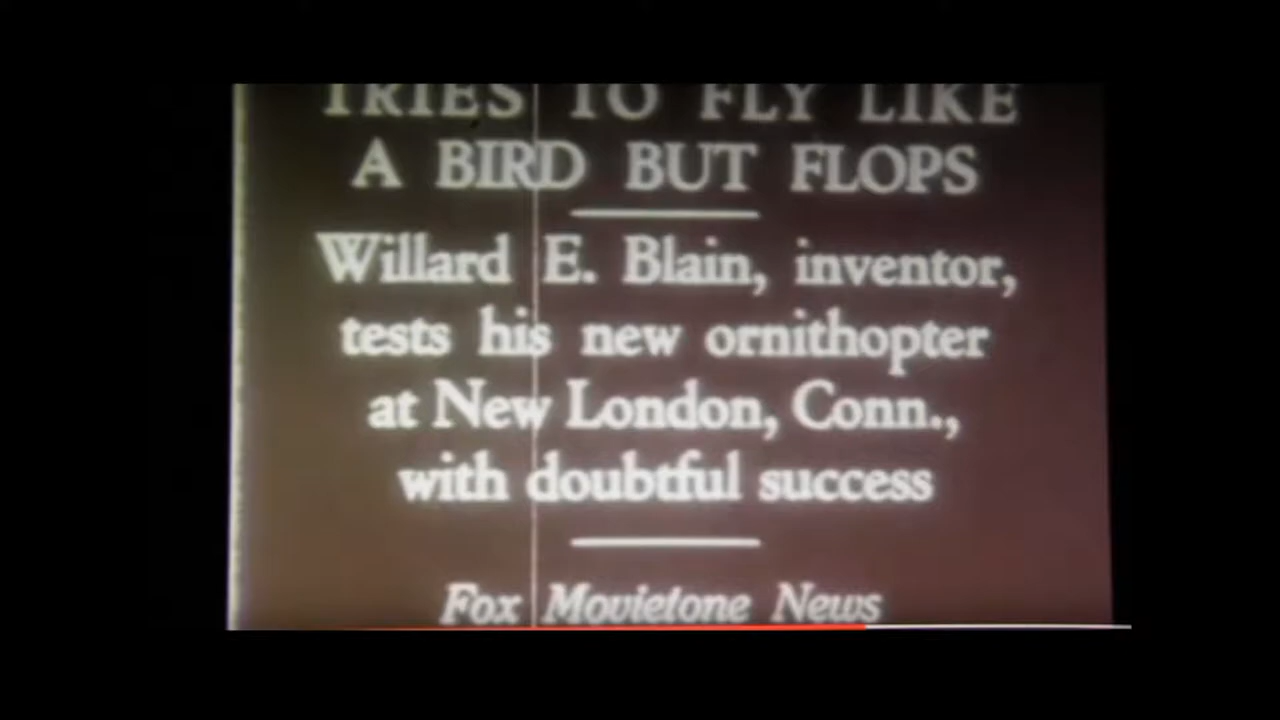 TRIES TO FLY LIKE
A BIRD BUT FLOPS
Willard E. Blain, inventor,
tests his new ornithopter
at New London, Conn.,
with doubtful success
Fox Movietone News